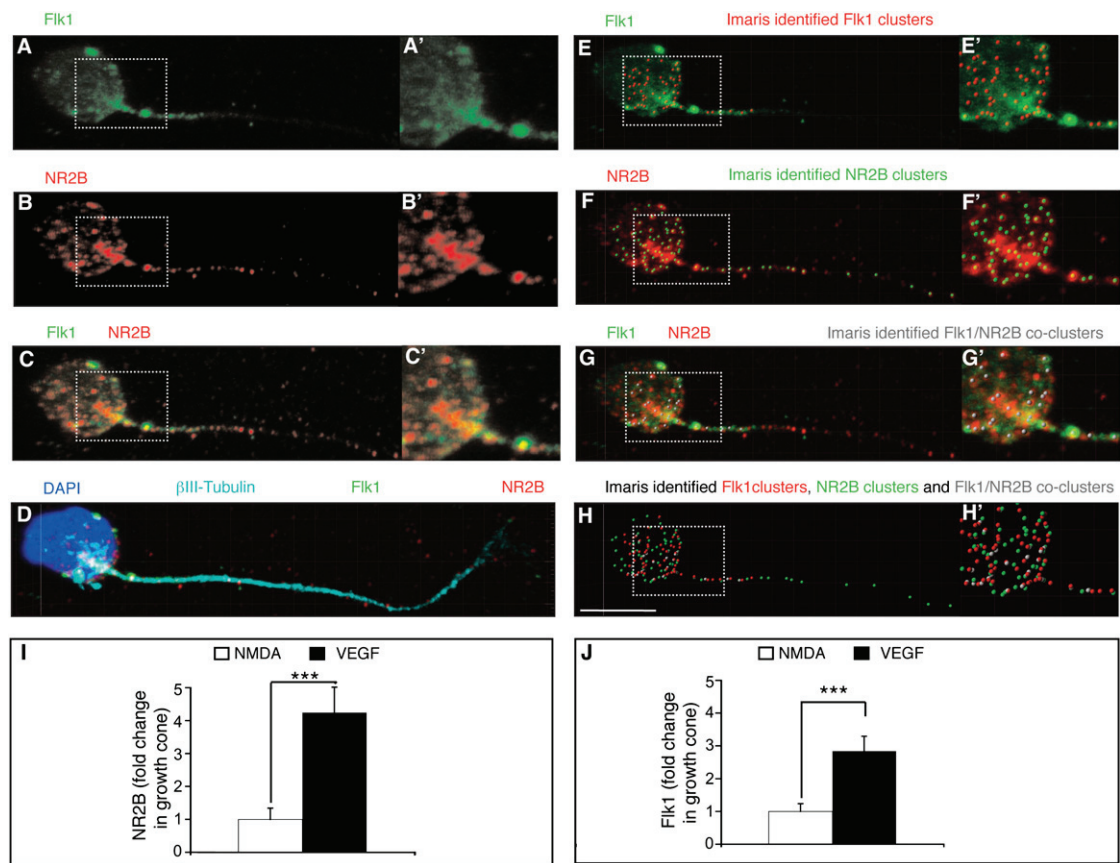 Flk1
A
A'
NR2B
B
B'
Flk1 NR2B
C
C'
DAPI βIII-Tubulin Flk1 NR2B
D
Flk1 Imaris identified Flk1 clusters
E
E'
NR2B Imaris identified NR2B clusters
F
F'
Flk1 NR2B Imaris identified Flk1/NR2B co-clusters
G
G'
Imaris identified Flk1clusters, NR2B clusters and Flk1/NR2B co-clusters
H
H'
I
NMDA VEGF
***
NR2B (fold change
in growth cone)
5
4
3
2
1
0
J
NMDA VEGF
***
Flk1 (fold change
in growth cone)
5
4
3
2
1
0